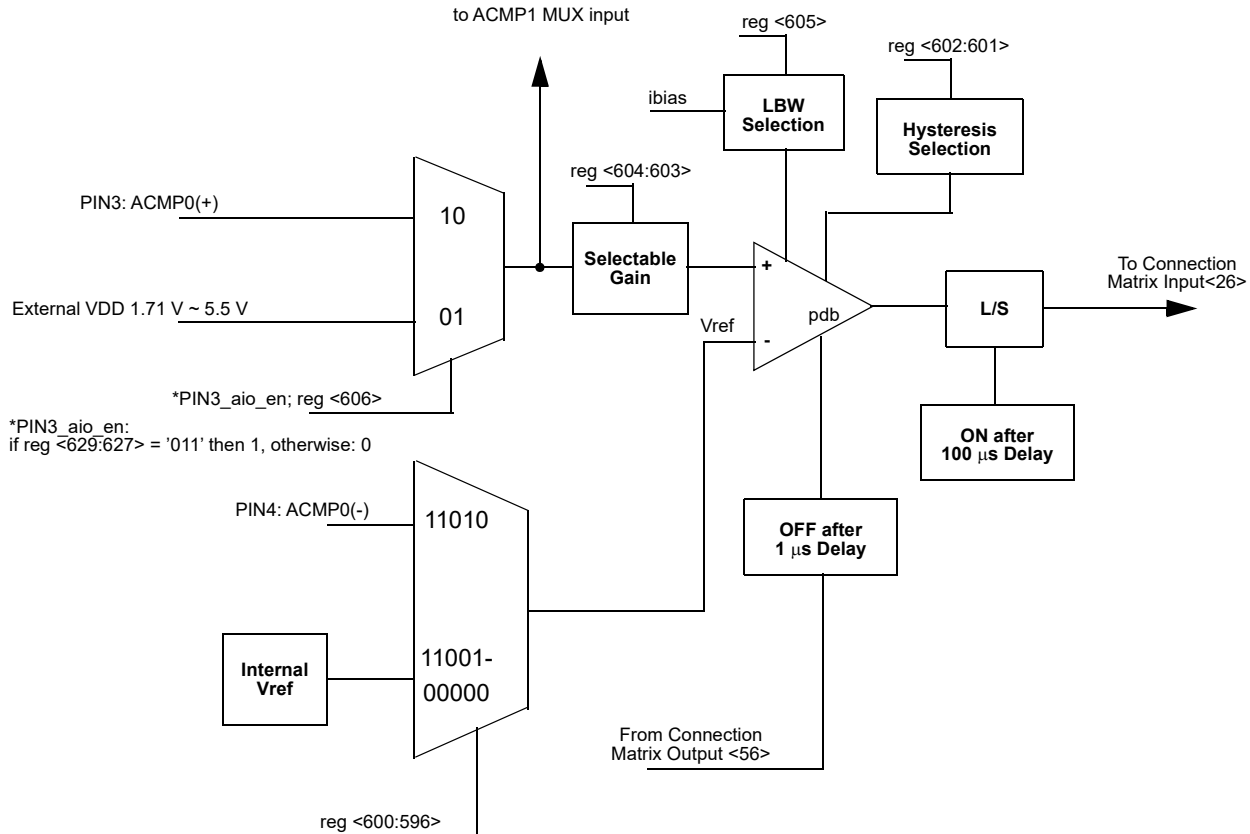 to ACMP1 MUX input
reg <605>
reg <602:601>
ibias
LBW
Selection
Hysteresis
Selection
reg <604:603>
PIN3: ACMP0(+)
10
Selectable
Gain
+
To Connection
Matrix Input<26>
External VDD 1.71 V ~ 5.5 V
01
Vref
pdb
-
L/S
*PIN3_aio_en; reg <606>
*PIN3_aio_en:
if reg <629:627> = '011' then 1, otherwise: 0
ON after
100 μs Delay
PIN4: ACMP0(-)
11010
OFF after
1 μs Delay
Internal
Vref
11001-
00000
From Connection
Matrix Output <56>
reg <600:596>